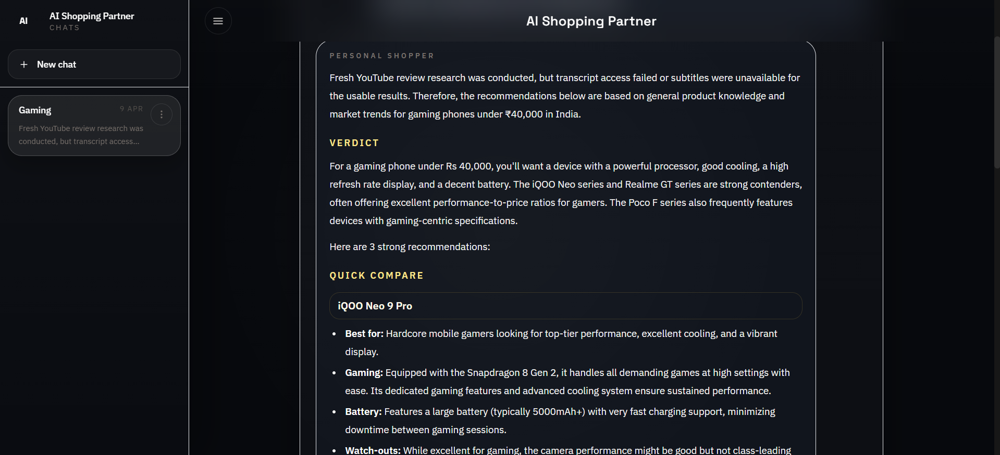 AI
AI Shopping Partner
CHATS
New chat
Gaming
9 APR
Fresh YouTube review research was
conducted, but transcript access...
AI Shopping Partner
PERSONAL SHOPPER
Fresh YouTube review research was conducted, but transcript access failed or subtitles were unavailable for
the usable results. Therefore, the recommendations below are based on general product knowledge and
market trends for gaming phones under ₹40,000 in India.
VERDICT
For a gaming phone under Rs 40,000, you'll want a device with a powerful processor, good cooling, a high
refresh rate display, and a decent battery. The iQOO Neo series and Realme GT series are strong contenders,
often offering excellent performance-to-price ratios for gamers. The Poco F series also frequently features
devices with gaming-centric specifications.
Here are 3 strong recommendations:
QUICK COMPARE
iQOO Neo 9 Pro
• Best for: Hardcore mobile gamers looking for top-tier performance, excellent cooling, and a vibrant
display.
• Gaming: Equipped with the Snapdragon 8 Gen 2, it handles all demanding games at high settings with
ease. Its dedicated gaming features and advanced cooling system ensure sustained performance.
• Battery: Features a large battery (typically 5000mAh+) with very fast charging support, minimizing
downtime between gaming sessions.
• Watch-outs: While excellent for gaming, the camera performance might be good but not class-leading